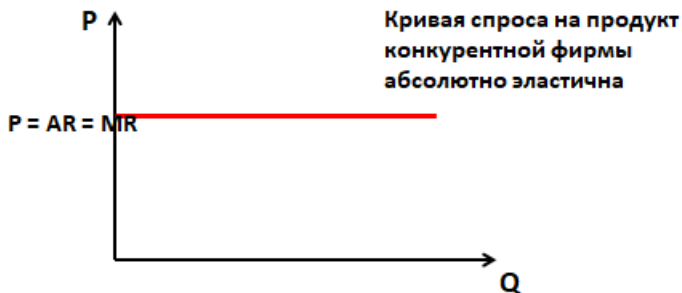 P
Кривая спроса на продукт
конкурентной фирмы
абсолютно эластична
P = AR = MR
Q